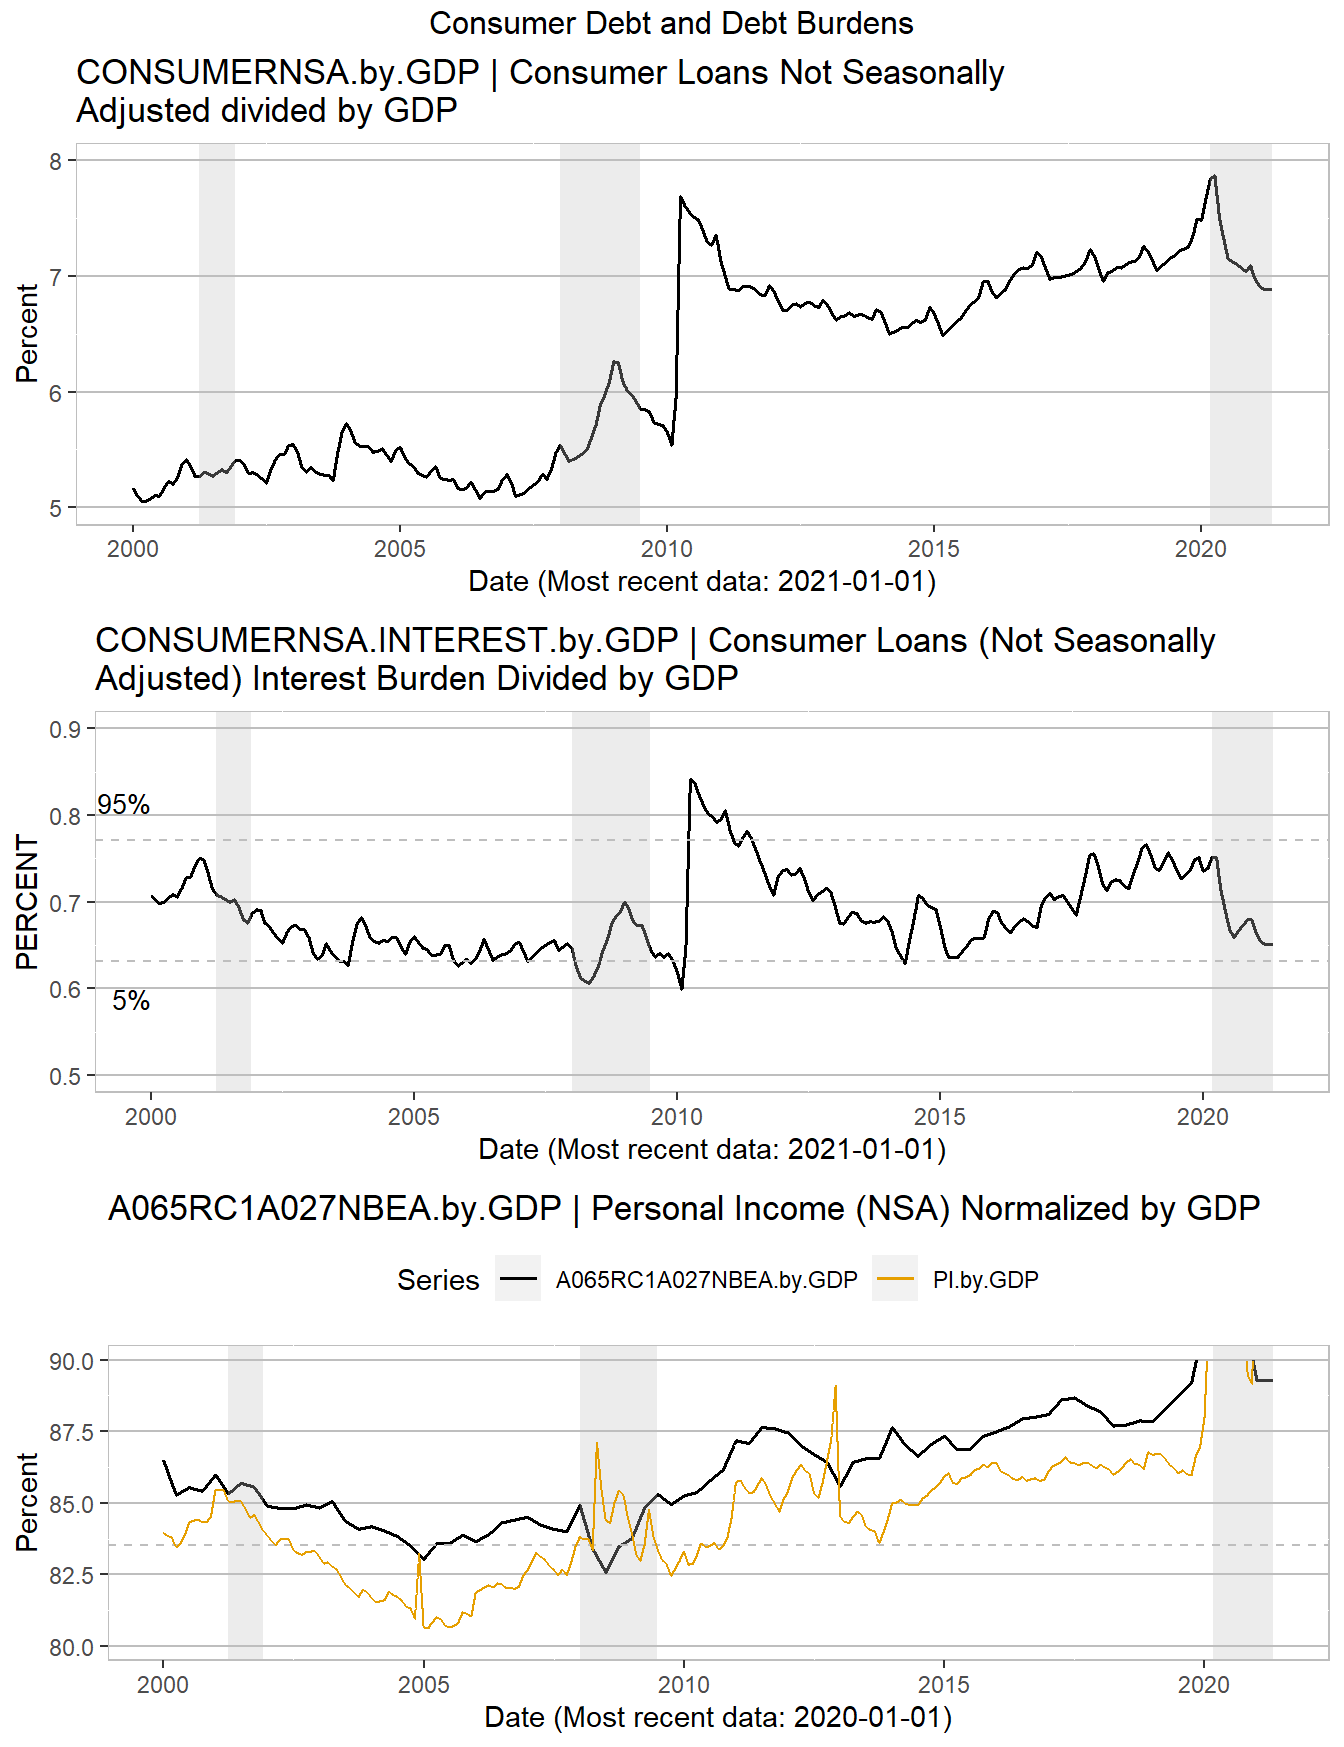 Consumer Debt and Debt Burdens
CONSUMERNSA.by.GDP | Consumer Loans Not Seasonally
Adjusted divided by GDP
8
7
6
5
Percent
2000 2005 2010 2015 2020
Date (Most recent data: 2021-01-01)
CONSUMERNSA.INTEREST.by.GDP | Consumer Loans (Not Seasonally
Adjusted) Interest Burden Divided by GDP
0.9
95%
0.8
0.7
0.6
5%
0.5
PERCENT
2000 2005 2010 2015 2020
Date (Most recent data: 2021-01-01)
A065RC1A027NBEA.by.GDP | Personal Income (NSA) Normalized by GDP
Series A065RC1A027NBEA.by.GDP PI.by.GDP
90.0
87.5
85.0
82.5
80.0
Percent
2000 2005 2010 2015 2020
Date (Most recent data: 2020-01-01)